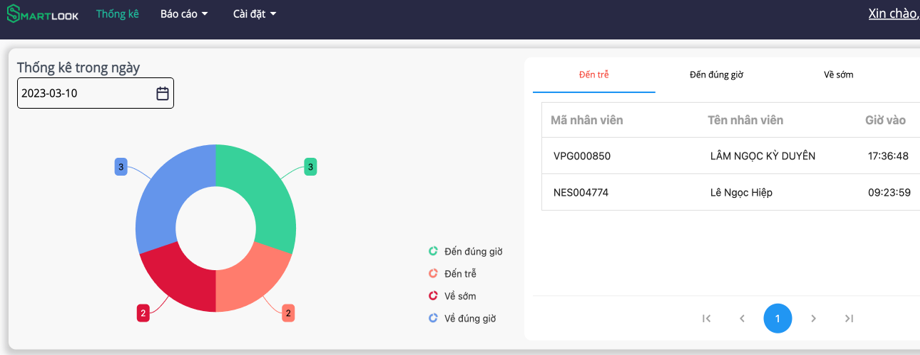 SMARTLOOK Thống kê Báo cáo Cài đặt Xin chào,
Thống kê trong ngày
2023-03-10
3 3
2 2
Đến đúng giờ
Đến trễ
Về sớm
Về đúng giờ
Đến trễ Đến đúng giờ Về sớm
Mã nhân viên Tên nhân viên Giờ vào
VPG000850 LÂM NGỌC KỲ DUYÊN 17:36:48
NES004774 Lê Ngọc Hiệp 09:23:59
1